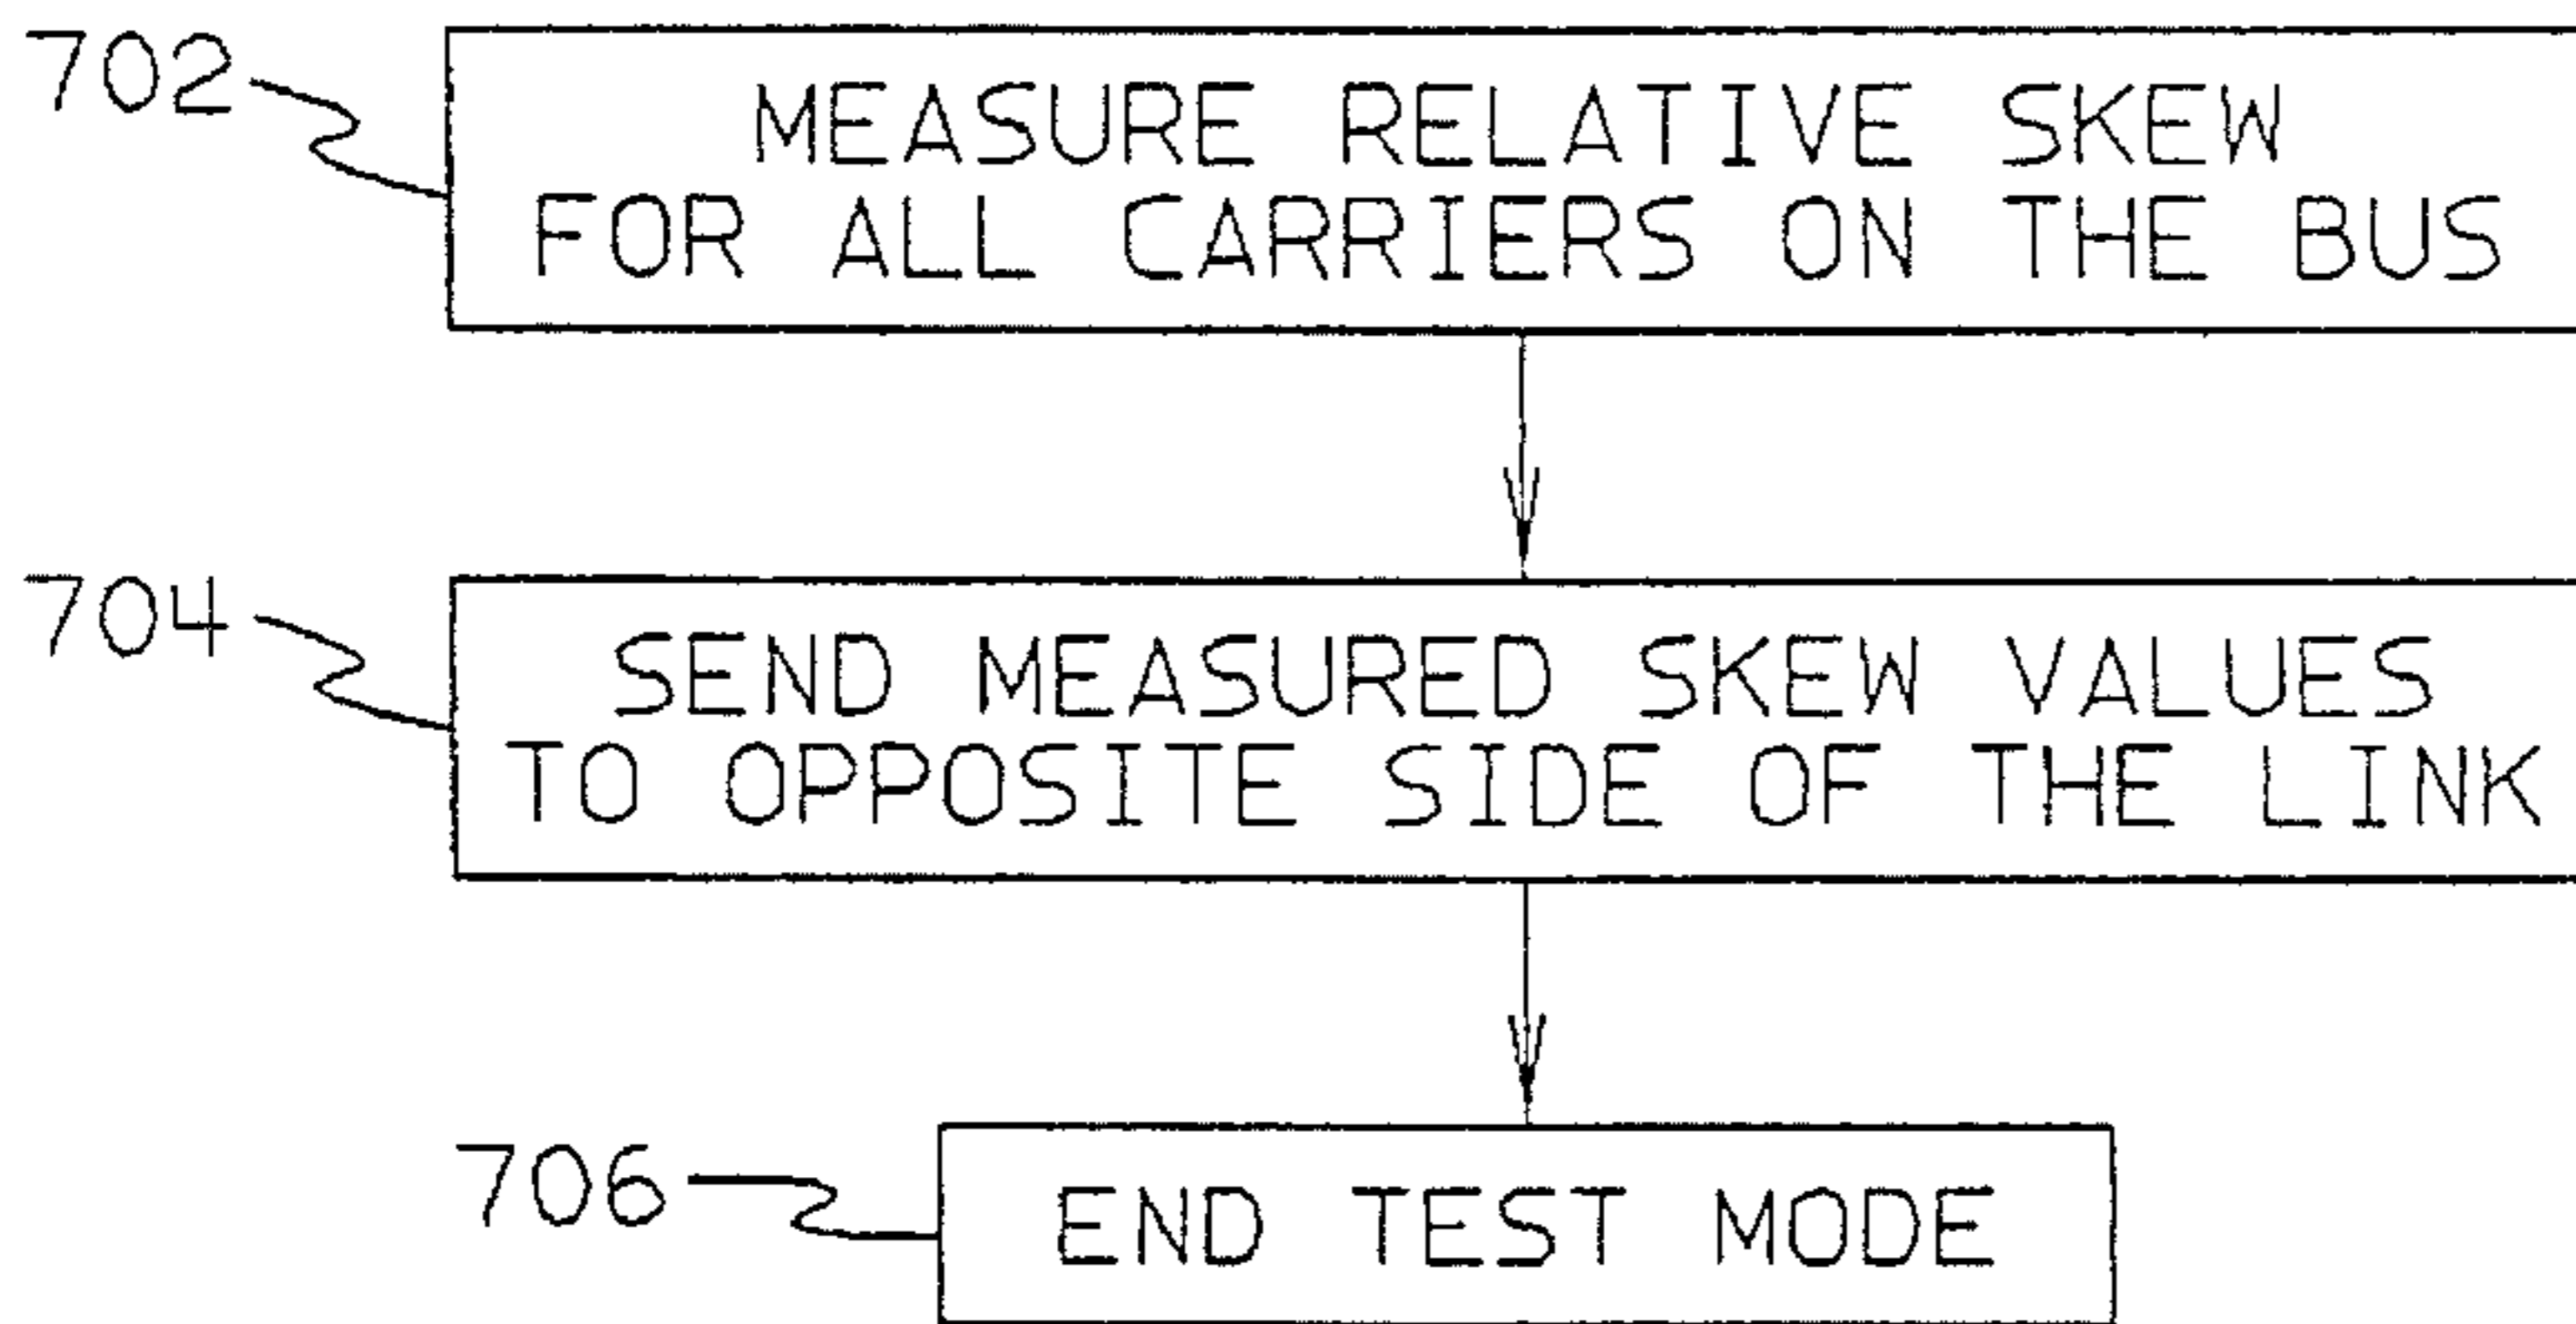 702
MEASURE RELATIVE SKEW
FOR ALL CARRIERS ON THE BUS
704
SEND MEASURED SKEW VALUES
TO OPPOSITE SIDE OF THE LINK
706
END TEST MODE